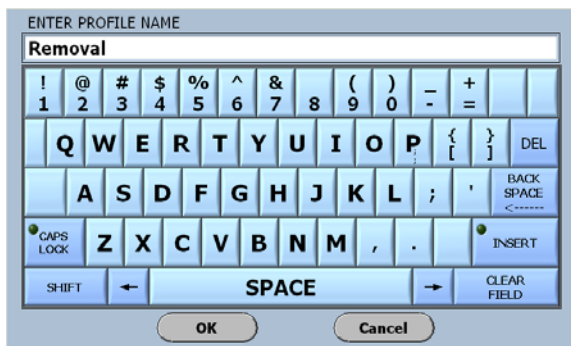 ENTER PROFILE NAME
Removal
! @ # $ % ^ & ( ) _ +
1 2 3 4 5 6 7 8 9 0 - =
Q W E R T Y U I O P { } DEL
[ ]
A S D F G H J K L ; ' BACK SPACE <------
CAPS LOCK Z X C V B N M , . INSERT
SHIFT ← SPACE → CLEAR FIELD
OK Cancel